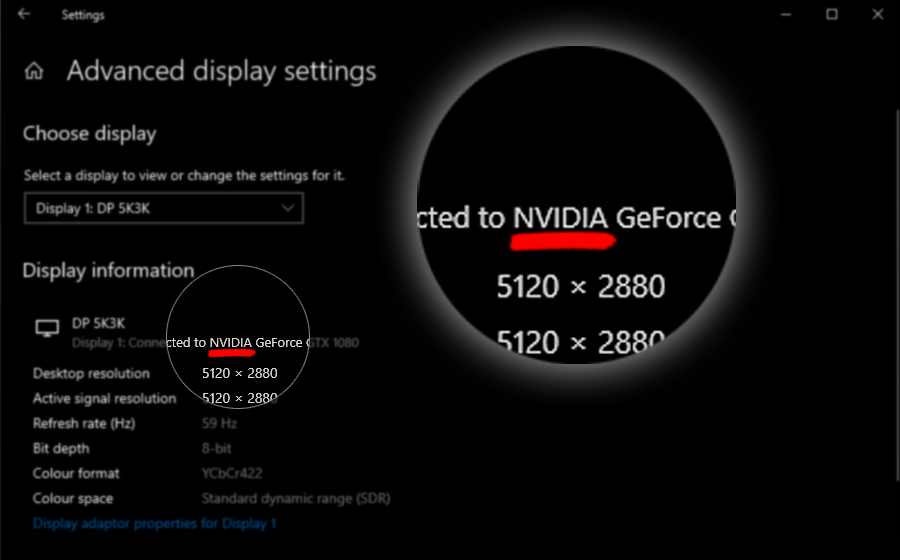 Settings
Advanced display settings
Choose display
Select a display to view or change the settings for it.
Display 1: DP 5K3K
Display information
DP 5K3K
Display 1: Connected to NVIDIA GeForce GTX 1080
Desktop resolution 5120 × 2880
Active signal resolution 5120 × 2880
Refresh rate (Hz) 59 Hz
Bit depth 8-bit
Colour format YCbCr422
Colour space Standard dynamic range (SDR)
Display adaptor properties for Display 1
cted to NVIDIA GeForce G
5120 × 2880
5120 × 2880